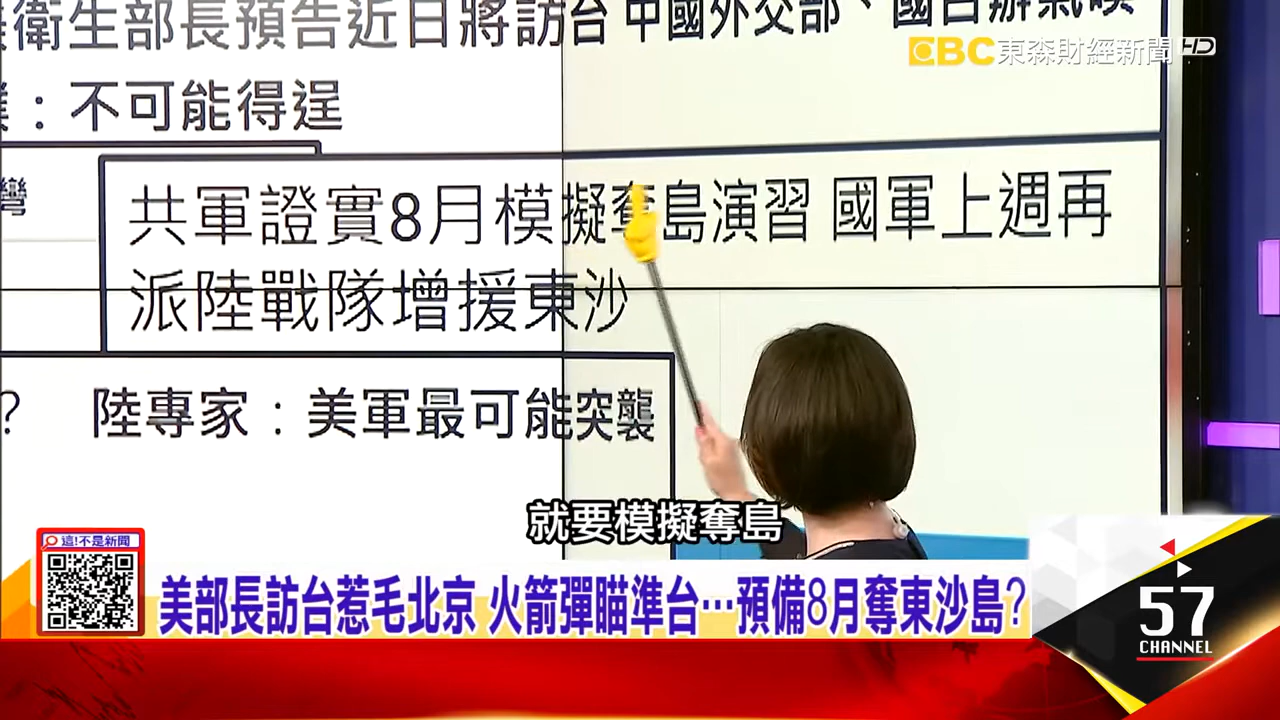 衛生部長預告近日將訪台 中國外交部、國台辦氣
EBC東森財經新聞HD
：不可能得逞
灣
共軍證實8月模擬奪島演習 國軍上週再
派陸戰隊增援東沙
？ 陸專家：美軍最可能突襲
就要模擬奪島
這!不是新聞
美部長訪台惹毛北京 火箭彈瞄準台…預備8月奪東沙島?
57
CHANNEL